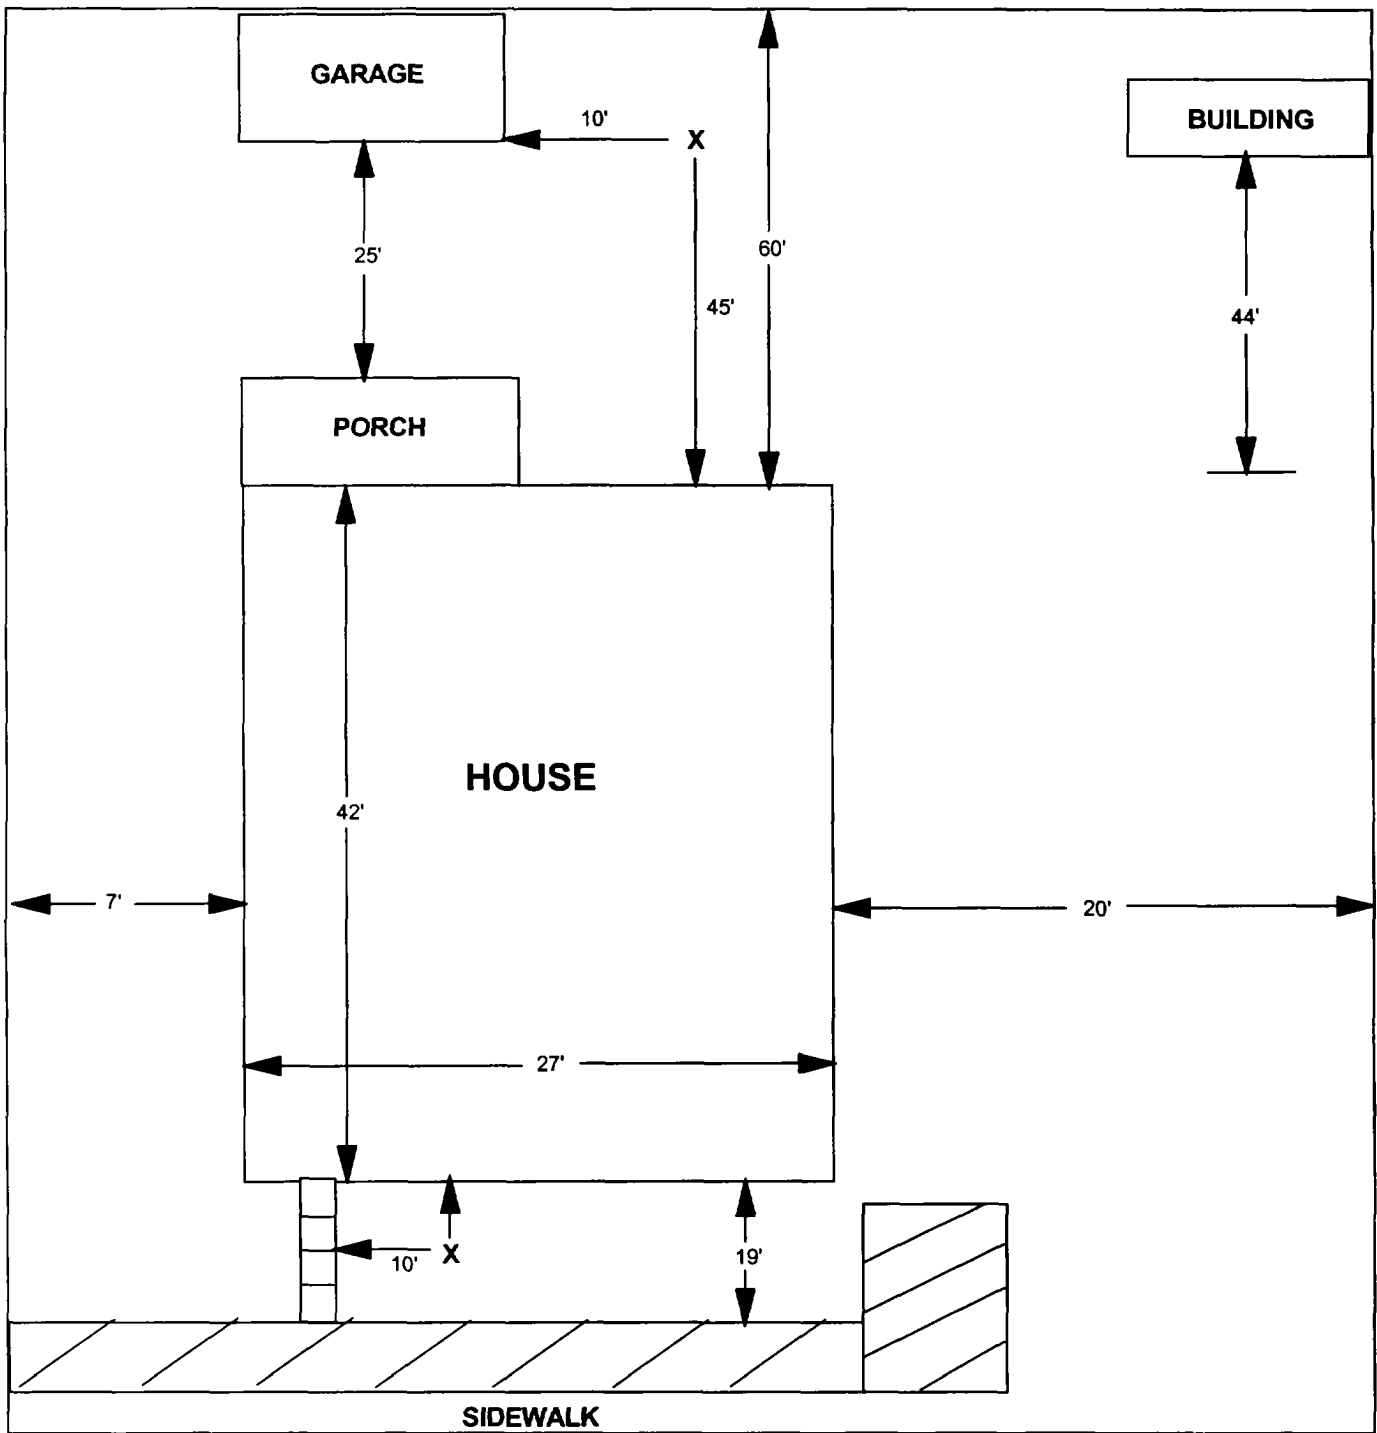 GARAGE
10'
X
BUILDING
25'
60'
45'
44'
PORCH
HOUSE
42'
7'
20'
27'
10'
X
19'
SIDEWALK